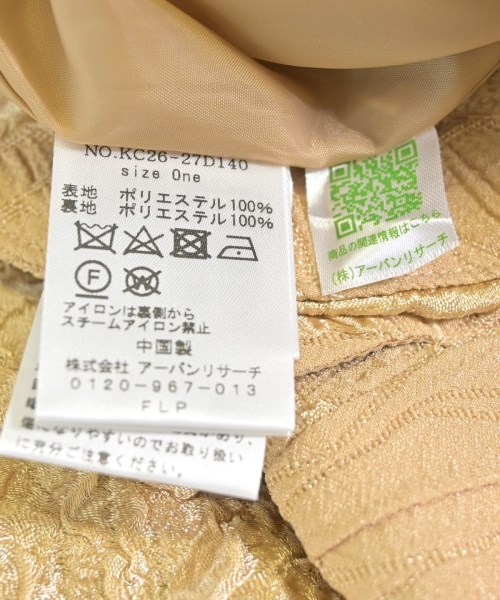 NO.KC26-27D140
size One
表地 ポリエステル100%
裏地 ポリエステル100%
F
W
アイロンは裏側から
スチームアイロン禁止
中国製
株式会社 アーバンリサーチ
0120-967-013
FLP
傷になりやすいのでお取り扱い
に充分ご注意ください。
商品の関連情報はこちら
(株)アーバンリサーチ